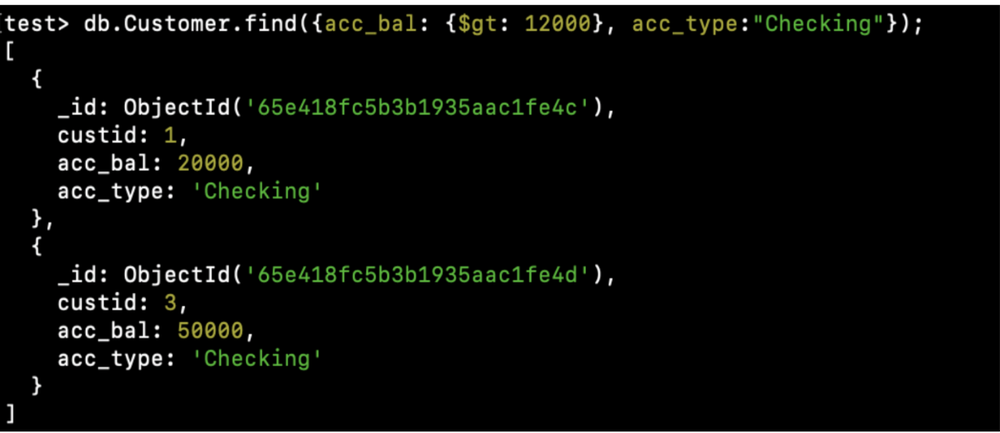 test> db.Customer.find({acc_bal: {$gt: 12000}, acc_type:"Checking"});
[
  {
    _id: ObjectId('65e418fc5b3b1935aac1fe4c'),
    custid: 1,
    acc_bal: 20000,
    acc_type: 'Checking'
  },
  {
    _id: ObjectId('65e418fc5b3b1935aac1fe4d'),
    custid: 3,
    acc_bal: 50000,
    acc_type: 'Checking'
  }
]